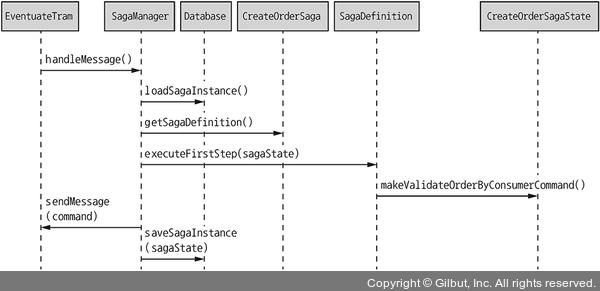 EventuateTram SagaManager Database CreateOrderSaga SagaDefinition CreateOrderSagaState
handleMessage()
loadSagaInstance()
getSagaDefinition()
executeFirstStep(sagaState)
makeValidateOrderByConsumerCommand()
sendMessage
(command)
saveSagaInstance
(sagaState)
Copyright © Gilbut, Inc. All rights reserved.